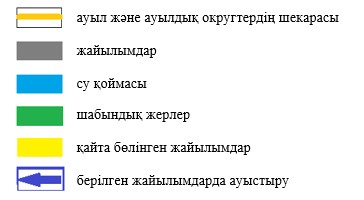 ауыл және ауылдық округтердің шекарасы
жайылымдар
су қоймасы
шабындық жерлер
қайта бөлінген жайылымдар
берілген жайылымдарда ауыстыру